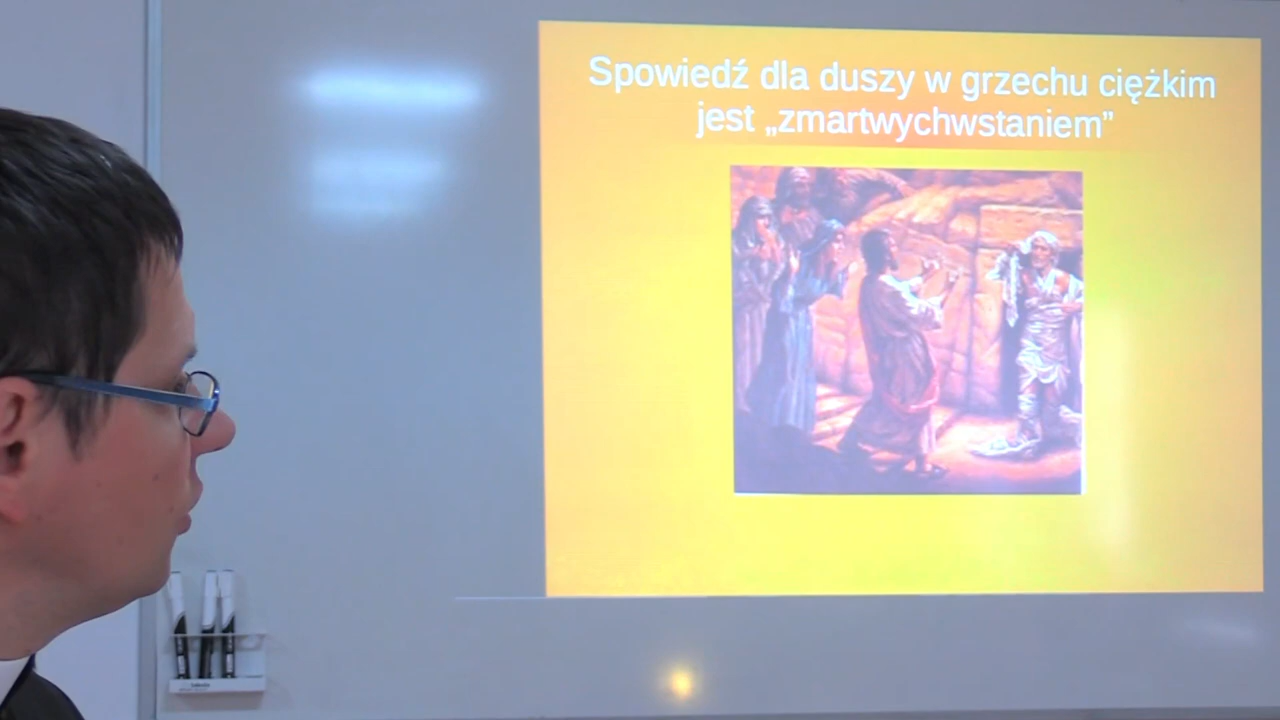 Spowiedź dla duszy w grzechu ciężkim
jest „zmartwychwstaniem”